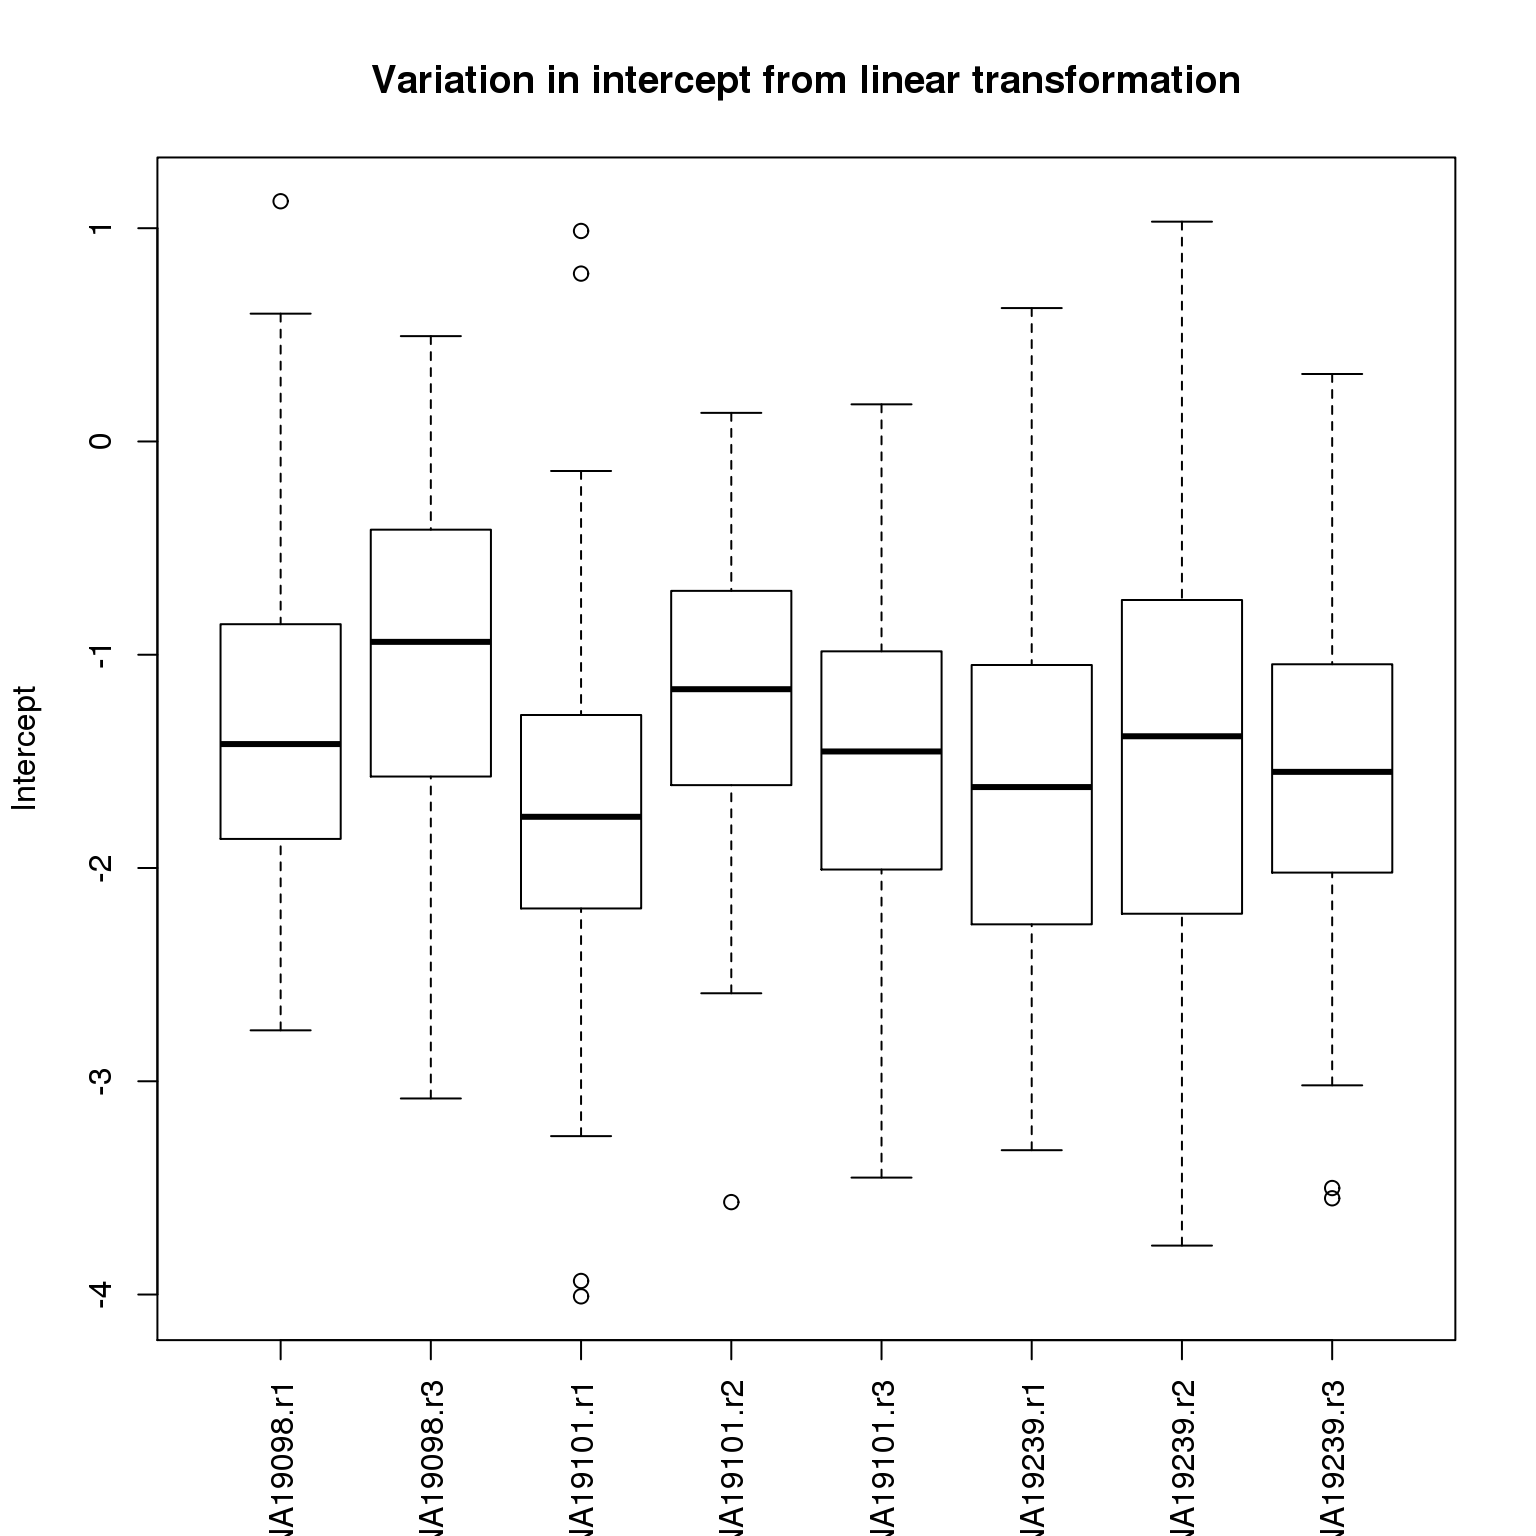 Variation in intercept from linear transformation
Intercept
1
0
-1
-2
-3
-4
NA19098.r1
NA19098.r3
NA19101.r1
NA19101.r2
NA19101.r3
NA19239.r1
NA19239.r2
NA19239.r3